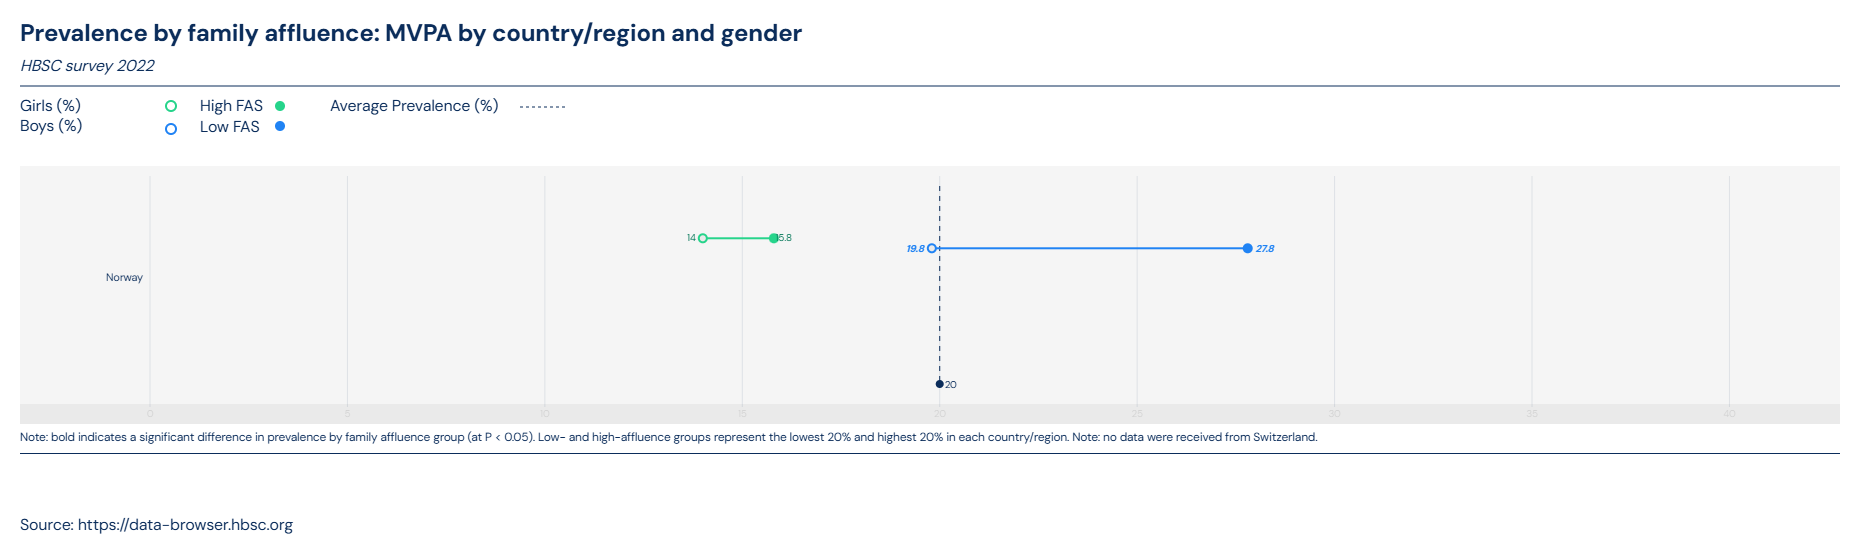 Prevalence by family affluence: MVPA by country/region and gender
HBSC survey 2022
Girls (%) High FAS Average Prevalence (%)
Boys (%) Low FAS
14 15.8
19.8 27.8
Norway
20
0 5 10 15 20 25 30 35 40
Note: bold indicates a significant difference in prevalence by family affluence group (at P < 0.05). Low- and high-affluence groups represent the lowest 20% and highest 20% in each country/region. Note: no data were received from Switzerland.
Source: https://data-browser.hbsc.org